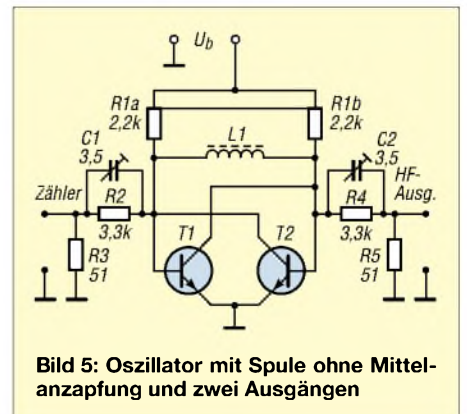 Ub
R1a
2,2k
R1b
2,2k
L1
C1
3,5
C2
3,5
Zähler
R2
3,3k
HF-
Ausg.
R4
3,3k
T1
T2
R3
51
R5
51
Bild 5: Oszillator mit Spule ohne Mittel-
anzapfung und zwei Ausgängen